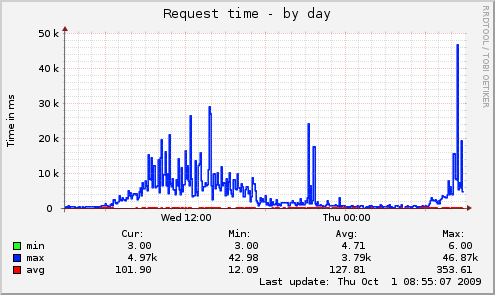 Request time - by day
RRDTOOL / TOBI OETIKER
Time in ms
50 k
40 k
30 k
20 k
10 k
0
Wed 12:00 Thu 00:00
Cur: Min: Avg: Max:
min 3.00 3.00 4.71 6.00
max 4.97k 42.98 3.79k 46.87k
avg 101.90 12.09 127.81 353.61
Last update: Thu Oct 1 08:55:07 2009